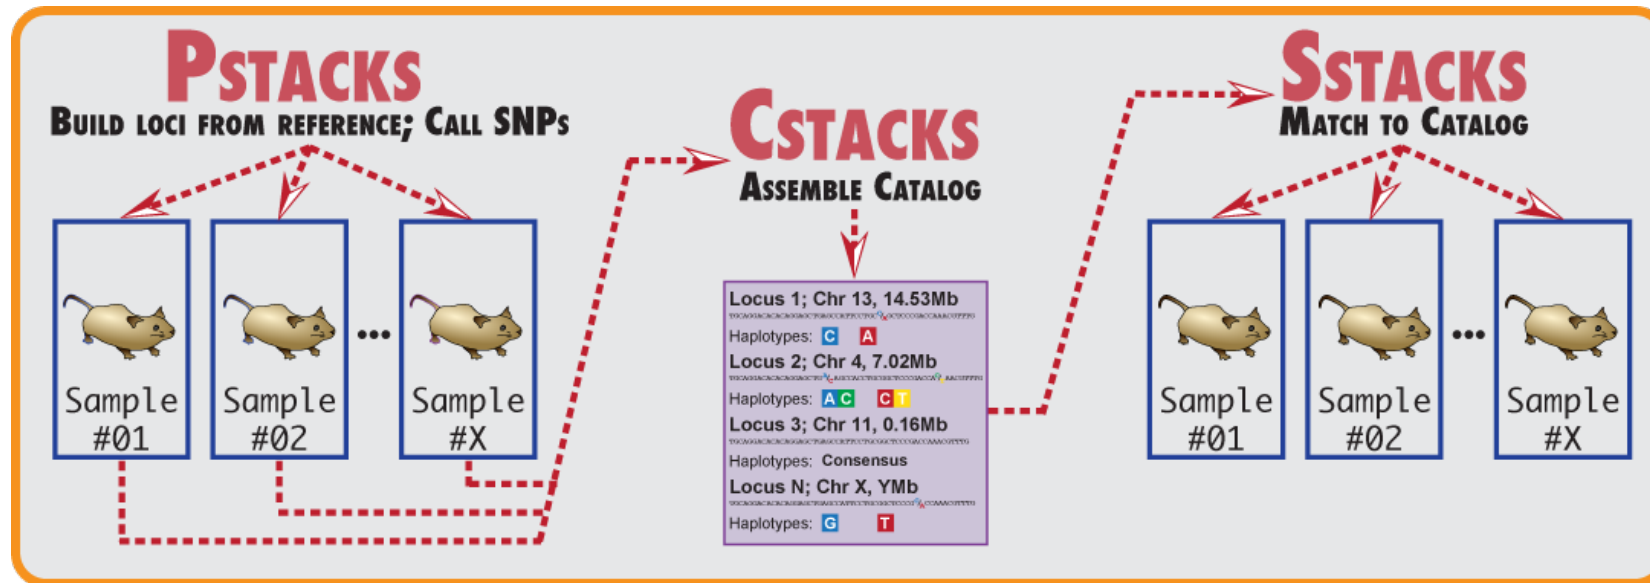 PSTACKS
BUILD LOCI FROM REFERENCE; CALL SNPs
Sample
#01
Sample
#02
...
Sample
#X
CSTACKS
ASSEMBLE CATALOG
Locus 1; Chr 13, 14.53Mb
Haplotypes: C A
Locus 2; Chr 4, 7.02Mb
Haplotypes: AC CT
Locus 3; Chr 11, 0.16Mb
Haplotypes: Consensus
Locus N; Chr X, YMb
Haplotypes: G T
SSTACKS
MATCH TO CATALOG
Sample
#01
Sample
#02
...
Sample
#X